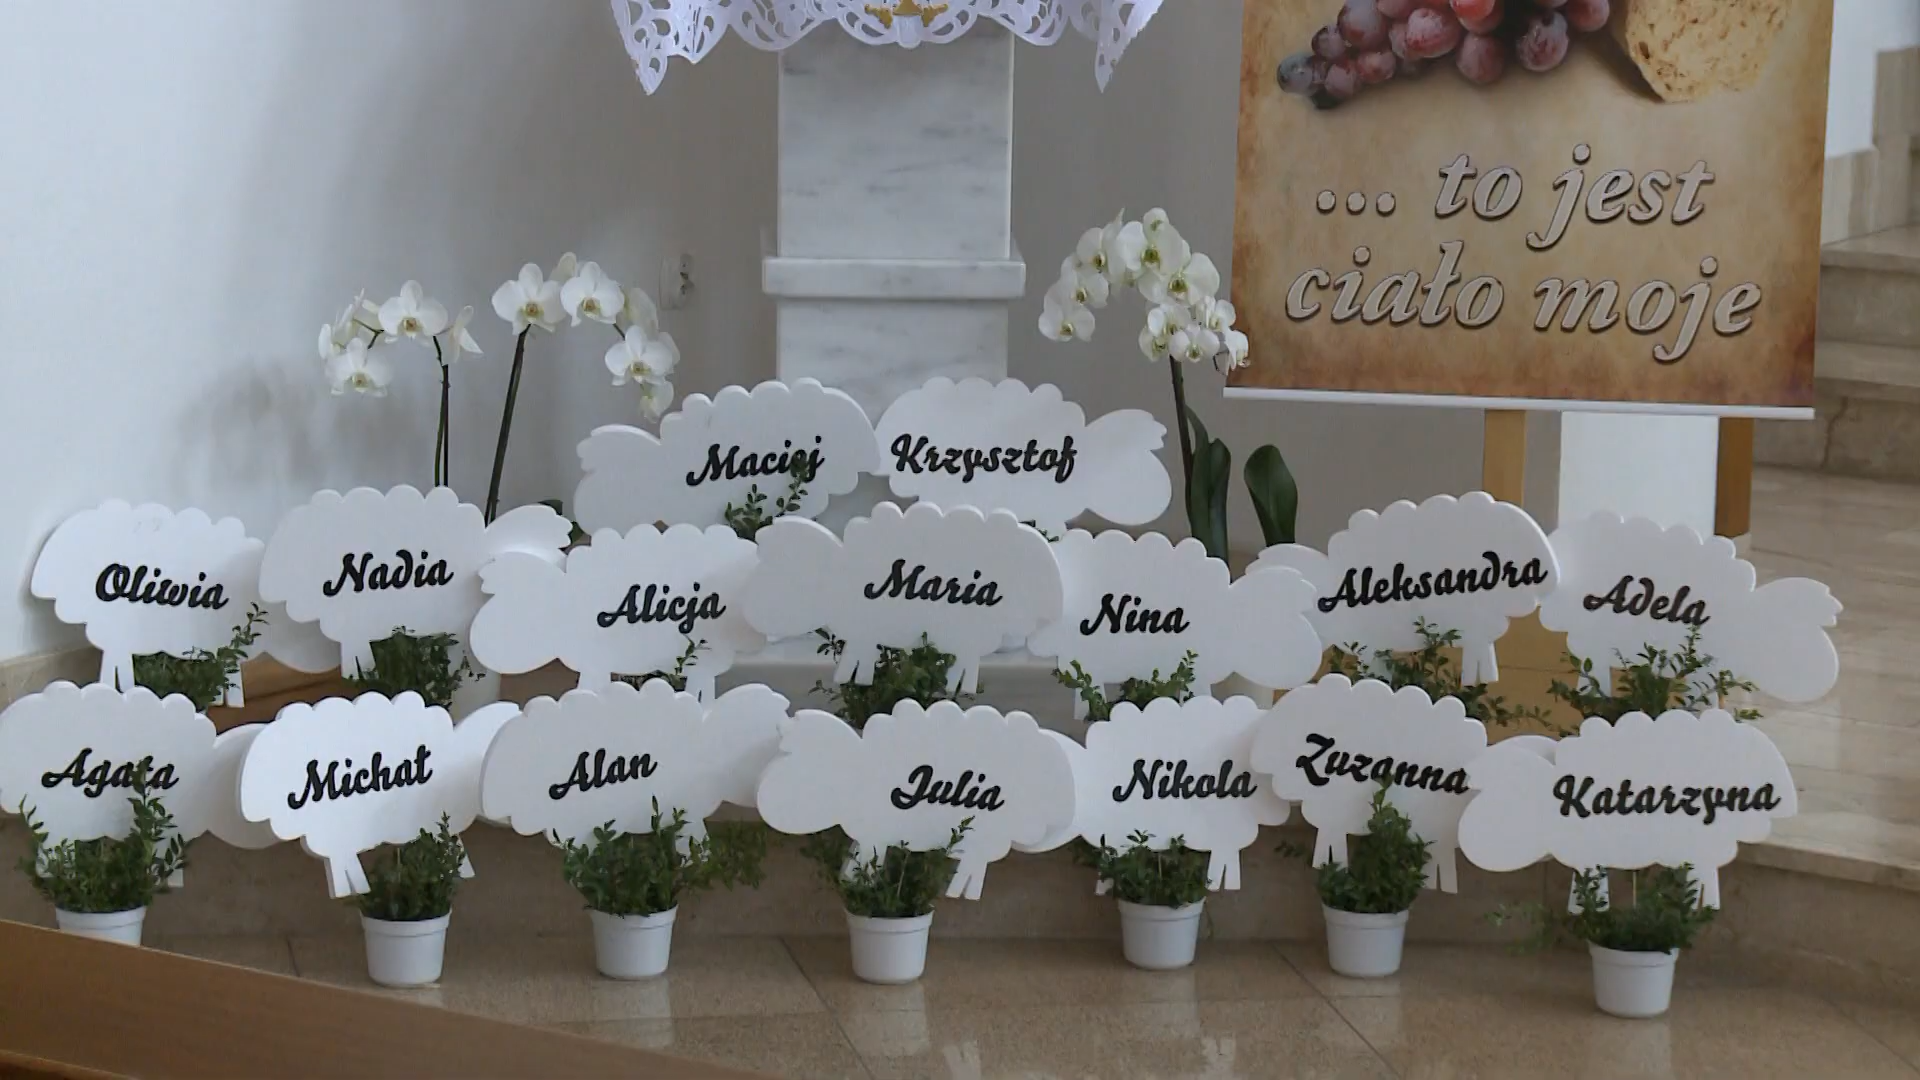 ... to jest
ciało moje
Maciej Krzysztof
Oliwia Nadia Alicja Maria Nina Aleksandra Adela
Agata Michał Alan Julia Nikola Zuzanna Katarzyna